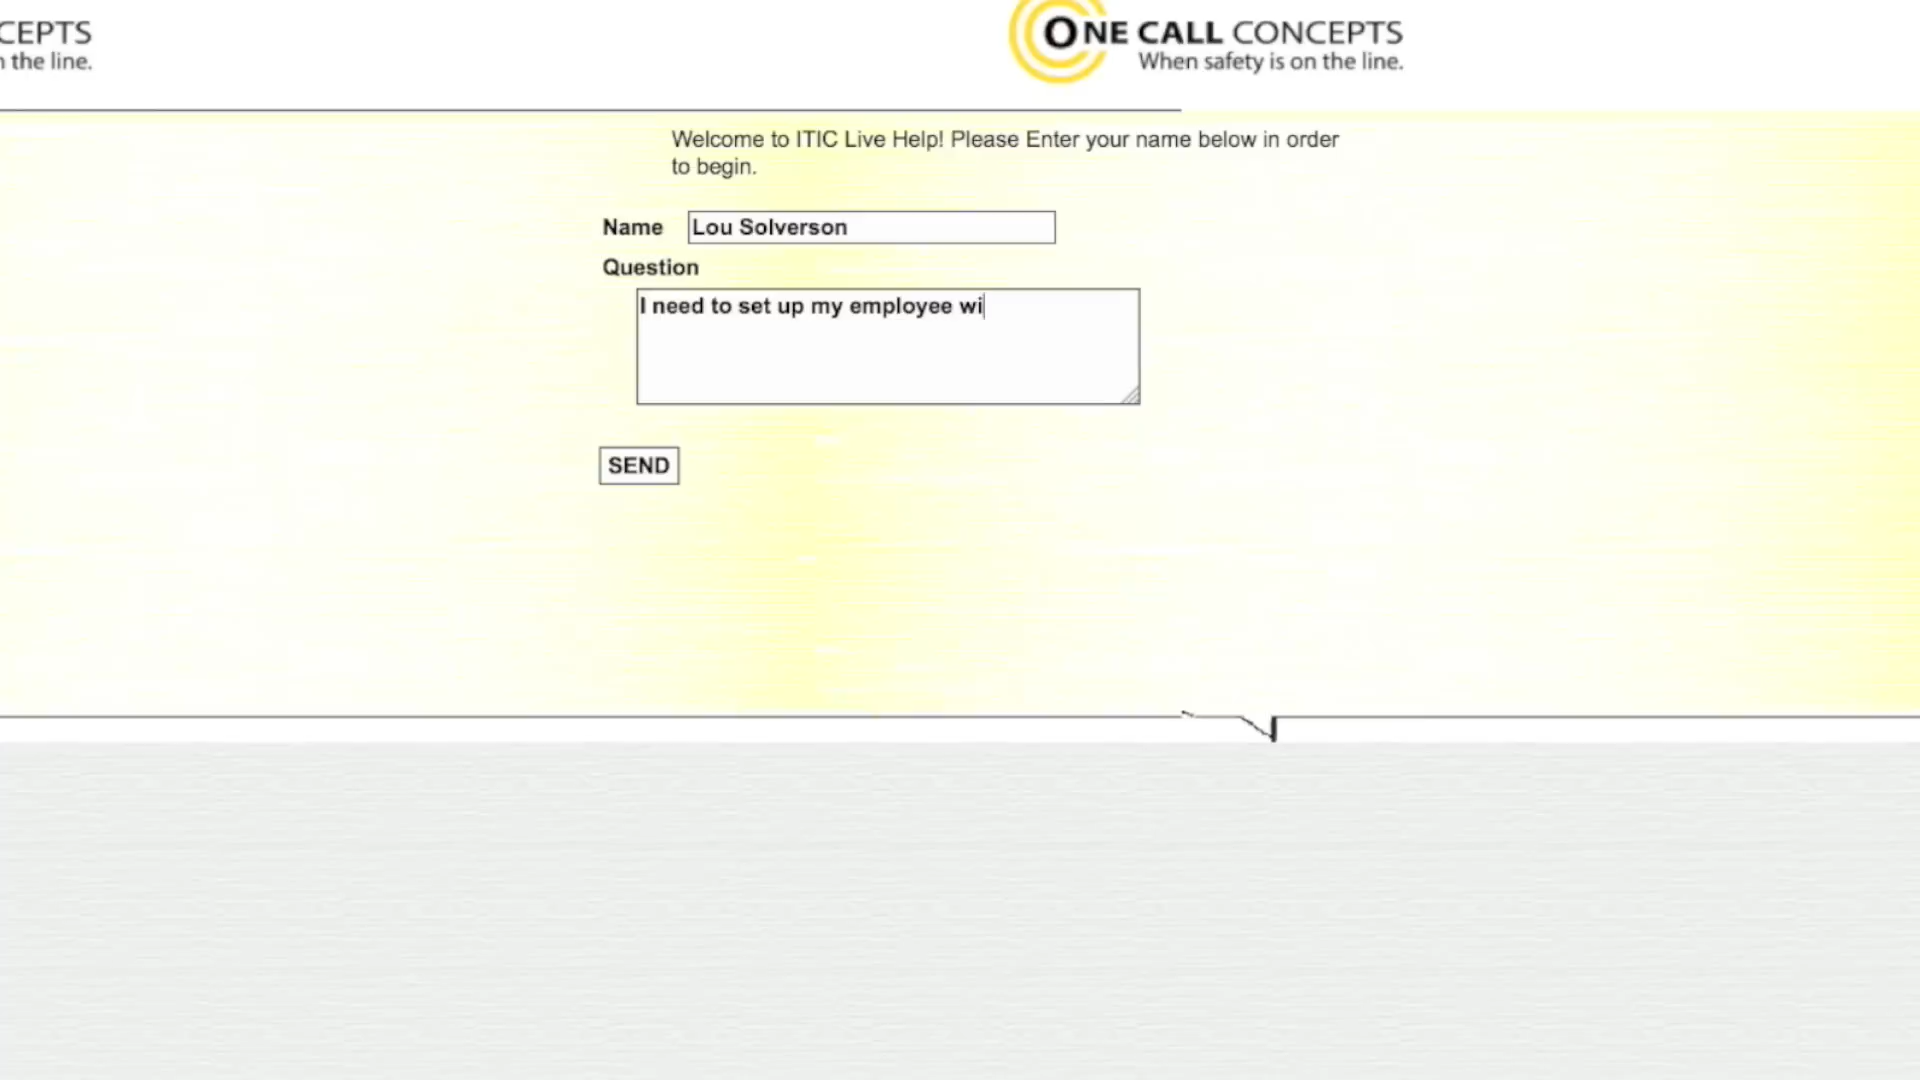 CEPTS
n the line.
ONE CALL CONCEPTS
When safety is on the line.
Welcome to ITIC Live Help! Please Enter your name below in order
to begin.
Name Lou Solverson
Question
I need to set up my employee wi
SEND